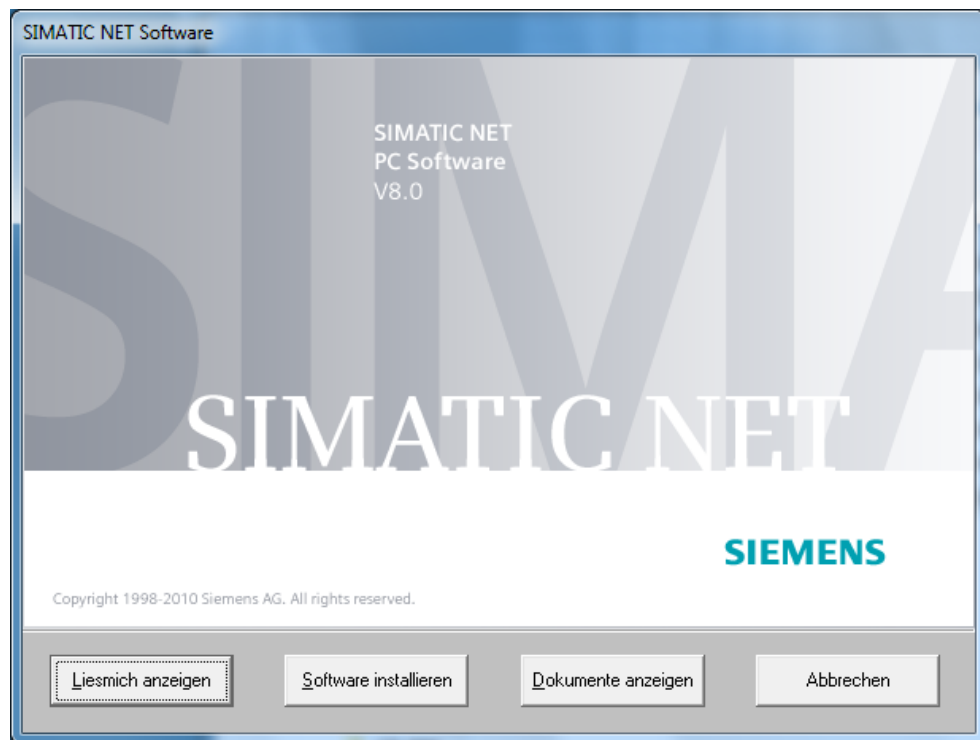 SIMATIC NET Software
SIMATIC NET
PC Software
V8.0
SIMA
SIMATIC NET
SIEMENS
Copyright 1998-2010 Siemens AG. All rights reserved.
Liesmich anzeigen
Software installieren
Dokumente anzeigen
Abbrechen